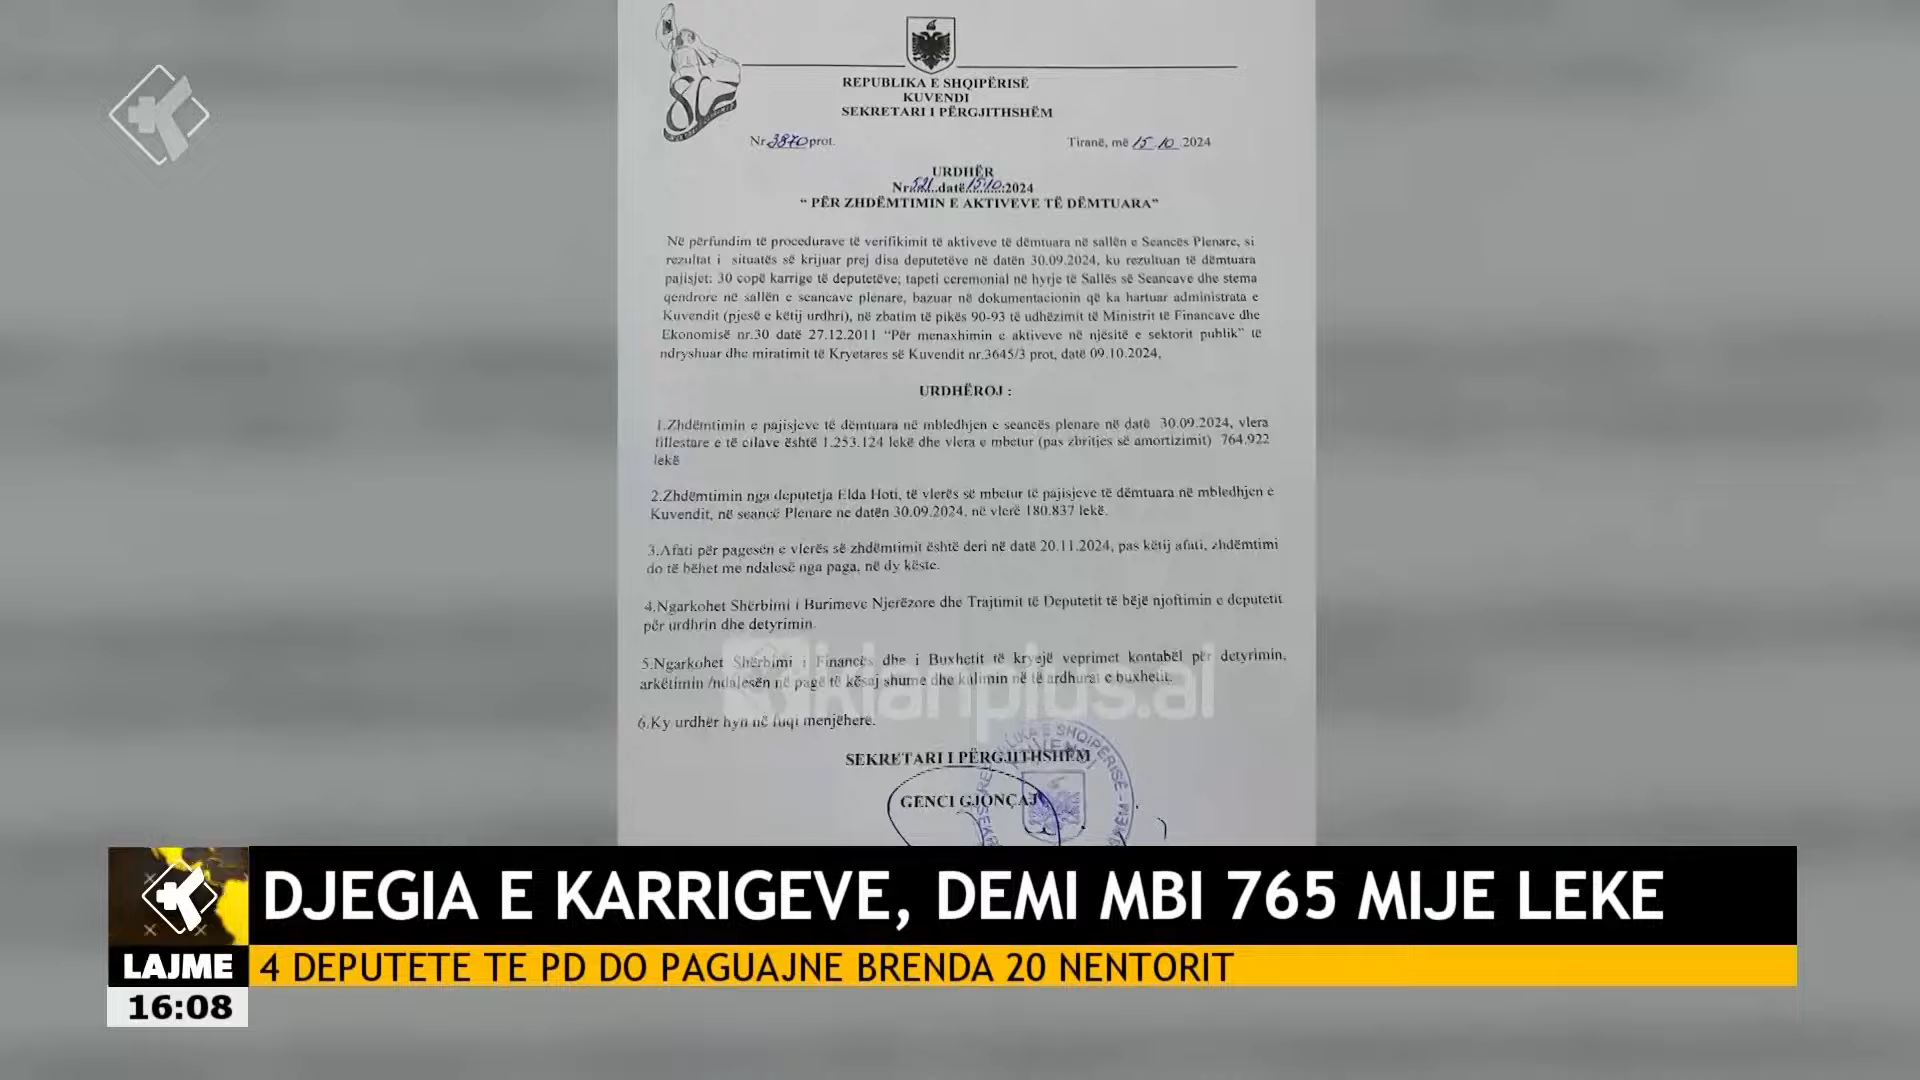 REPUBLIKA E SHQIPËRISË
KUVENDI
SEKRETARI I PËRGJITHSHËM
Nr 3870 prot.
Tiranë, më 15.10 2024
URDHËR
Nr. 521 datë 15.10.2024
“ PËR ZHDËMTIMIN E AKTIVEVE TË DËMTUARA”
Në përfundim të procedurave të verifikimit të aktiveve të dëmtuara në sallën e Seancës Plenare, si
rezultat i situatës së krijuar prej disa deputetëve në datën 30.09.2024, ku rezultuan të dëmtuara
pajisjet: 30 copë karrige të deputetëve; tapeti ceremonial në hyrje të Sallës së Seancave dhe stema
qendrore në sallën e seancave plenare, bazuar në dokumentacionin që ka hartuar administrata e
Kuvendit (pjesë e këtij urdhri), në zbatim të pikës 90-93 të udhëzimit të Ministrit të Financave dhe
Ekonomisë nr.30 datë 27.12.2011 “Për menaxhimin e aktiveve në njësitë e sektorit publik” të
ndryshuar dhe miratimit të Kryetares së Kuvendit nr.3645/3 prot, datë 09.10.2024,
URDHËROJ :
1.Zhdëmtimin e pajisjeve të dëmtuara në mbledhjen e seancës plenare në datë 30.09.2024, vlera
fillestare e të cilave është 1.253.124 lekë dhe vlera e mbetur (pas zbritjes së amortizimit) 764.922
lekë
2.Zhdëmtimin nga deputetja Elda Hoti, të vlerës së mbetur të pajisjeve të dëmtuara në mbledhjen e
Kuvendit, në seancë Plenare ne datën 30.09.2024, në vlerë 180.837 lekë.
3.Afati për pagesën e vlerës së zhdëmtimit është deri në datë 20.11.2024, pas këtij afati, zhdëmtimi
do të bëhet me ndalesë nga paga, në dy këste.
4.Ngarkohet Shërbimi i Burimeve Njerëzore dhe Trajtimit të Deputetit të bëjë njoftimin e deputetit
për urdhrin dhe detyrimin.
5.Ngarkohet Shërbimi i Financës dhe i Buxhetit të kryejë veprimet kontabël për detyrimin,
arkëtimin /ndalesën në pagë të kësaj shume dhe kalimin në të ardhurat e buxhetit.
klanplus.al
6.Ky urdhër hyn në fuqi menjëherë.
SEKRETARI I PËRGJITHSHËM
GENCI GJONÇAJ
DJEGIA E KARRIGEVE, DEMI MBI 765 MIJE LEKE
LAJME
4 DEPUTETE TE PD DO PAGUAJNE BRENDA 20 NENTORIT
16:08